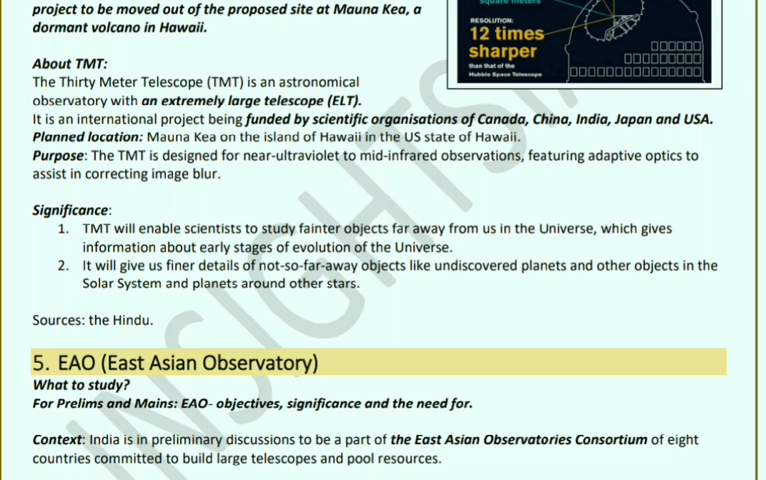 project to be moved out of the proposed site at Mauna Kea, a
dormant volcano in Hawaii.
square meters
RESOLUTION:
12 times
sharper
than that of the
Hubble Space Telescope
About TMT:
The Thirty Meter Telescope (TMT) is an astronomical
observatory with an extremely large telescope (ELT).
It is an international project being funded by scientific organisations of Canada, China, India, Japan and USA.
Planned location: Mauna Kea on the island of Hawaii in the US state of Hawaii.
Purpose: The TMT is designed for near-ultraviolet to mid-infrared observations, featuring adaptive optics to
assist in correcting image blur.
Significance:
1. TMT will enable scientists to study fainter objects far away from us in the Universe, which gives
information about early stages of evolution of the Universe.
2. It will give us finer details of not-so-far-away objects like undiscovered planets and other objects in the
Solar System and planets around other stars.
Sources: the Hindu.
5. EAO (East Asian Observatory)
What to study?
For Prelims and Mains: EAO- objectives, significance and the need for.
Context: India is in preliminary discussions to be a part of the East Asian Observatories Consortium of eight
countries committed to build large telescopes and pool resources.
INSIGHTS